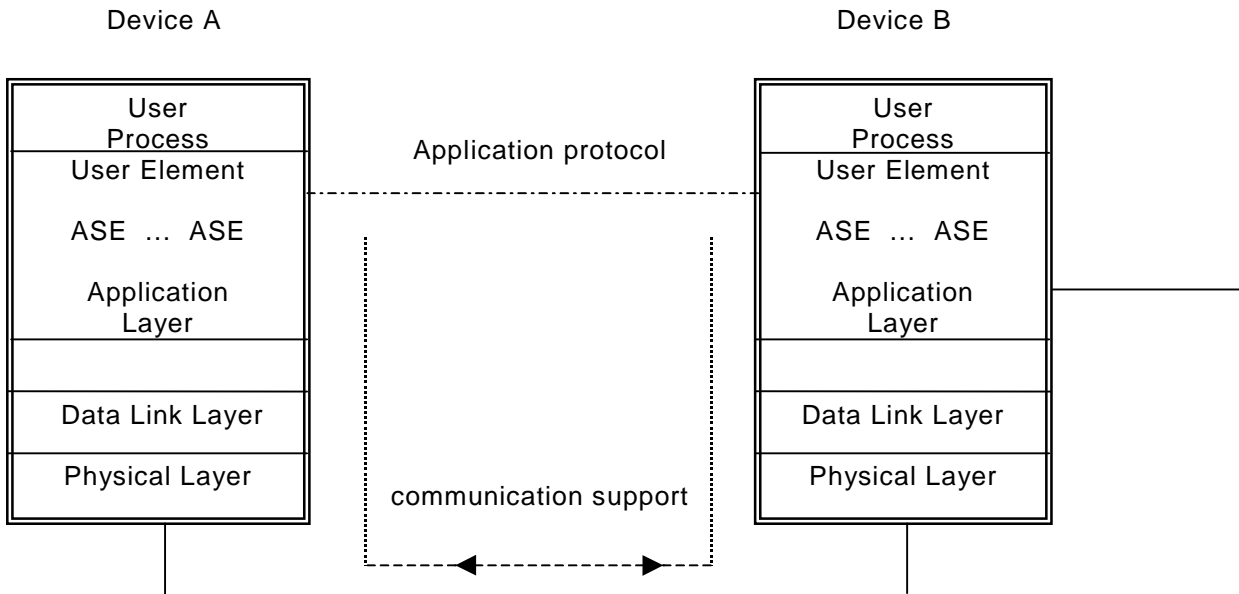 Device A
Device B
User
Process
User Element
ASE ... ASE
Application
Layer
Data Link Layer
Physical Layer
Application protocol
communication support
User
Process
User Element
ASE ... ASE
Application
Layer
Data Link Layer
Physical Layer